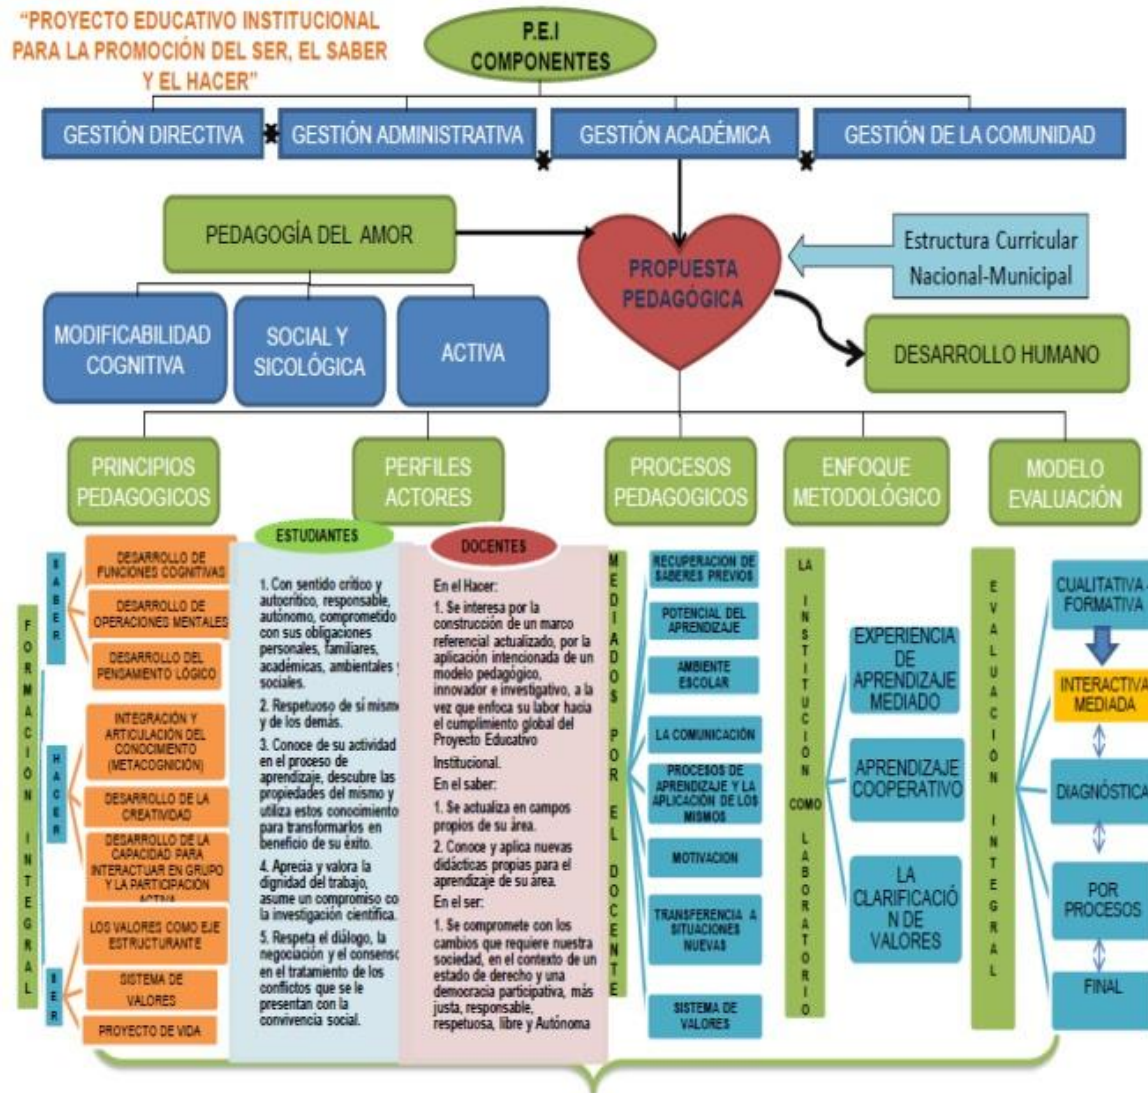 “PROYECTO EDUCATIVO INSTITUCIONAL
PARA LA PROMOCIÓN DEL SER, EL SABER
Y EL HACER”
P.E.I
COMPONENTES
GESTIÓN DIRECTIVA
GESTIÓN ADMINISTRATIVA
GESTIÓN ACADÉMICA
GESTIÓN DE LA COMUNIDAD
PEDAGOGÍA DEL AMOR
PROPUESTA
PEDAGÓGICA
Estructura Curricular
Nacional-Municipal
MODIFICABILIDAD
COGNITIVA
SOCIAL Y
SICOLÓGICA
ACTIVA
DESARROLLO HUMANO
PRINCIPIOS
PEDAGOGICOS
PERFILES
ACTORES
PROCESOS
PEDAGOGICOS
ENFOQUE
METODOLÓGICO
MODELO
EVALUACIÓN
FORMACIÓN INTEGRAL
SABER
DESARROLLO DE
FUNCIONES COGNITIVAS
DESARROLLO DE
OPERACIONES MENTALES
DESARROLLO DEL
PENSAMIENTO LÓGICO
HACER
INTEGRACIÓN Y
ARTICULACIÓN DEL
CONOCIMIENTO
(METACOGNICIÓN)
DESARROLLO DE LA
CREATIVIDAD
DESARROLLO DE LA
CAPACIDAD PARA
INTERACTUAR EN GRUPO
Y LA PARTICIPACIÓN
ACTIVA
SER
LOS VALORES COMO EJE
ESTRUCTURANTE
SISTEMA DE
VALORES
PROYECTO DE VIDA
ESTUDIANTES
1. Con sentido crítico y
autocrítico, responsable,
autónomo, comprometido
con sus obligaciones
personales, familiares,
académicas, ambientales y
sociales.
2. Respetuoso de sí mismo
y de los demás.
3. Conoce de su actividad
en el proceso de
aprendizaje, descubre las
propiedades del mismo y
utiliza estos conocimiento
para transformarlos en
beneficio de su éxito.
4. Aprecia y valora la
dignidad del trabajo,
asume un compromiso co
la investigación científica.
5. Respeta el diálogo, la
negociación y el consenso
en el tratamiento de los
conflictos que se le
presentan con la
convivencia social.
DOCENTES
En el Hacer:
1. Se interesa por la
construcción de un marco
referencial actualizado, por la
aplicación intencionada de un
modelo pedagógico,
innovador e investigativo, a la
vez que enfoca su labor hacia
el cumplimiento global del
Proyecto Educativo
Institucional.
En el saber:
1. Se actualiza en campos
propios de su área.
2. Conoce y aplica nuevas
didácticas propias para el
aprendizaje de su área.
En el ser:
1. Se compromete con los
cambios que requiere nuestra
sociedad, en el contexto de un
estado de derecho y una
democracia participativa, más
justa, responsable,
respetuosa, libre y Autónoma
MEDIADOS POR EL DOCENTE
RECUPERACION DE
SABERES PREVIOS
POTENCIAL DEL
APRENDIZAJE
AMBIENTE
ESCOLAR
LA COMUNICACIÓN
PROCESOS DE
APRENDIZAJE Y LA
APLICACIÓN DE LOS
MISMOS
MOTIVACION
TRANSFERENCIA A
SITUACIONES
NUEVAS
SISTEMA DE
VALORES
LA INSTITUCIÓN COMO LABORATORIO
EXPERIENCIA
DE
APRENDIZAJE
MEDIADO
APRENDIZAJE
COOPERATIVO
LA
CLARIFICACIÓ
N DE
VALORES
EVALUACIÓN INTEGRAL
CUALITATIVA -
FORMATIVA
INTERACTIVA
MEDIADA
DIAGNÓSTICA
POR
PROCESOS
FINAL